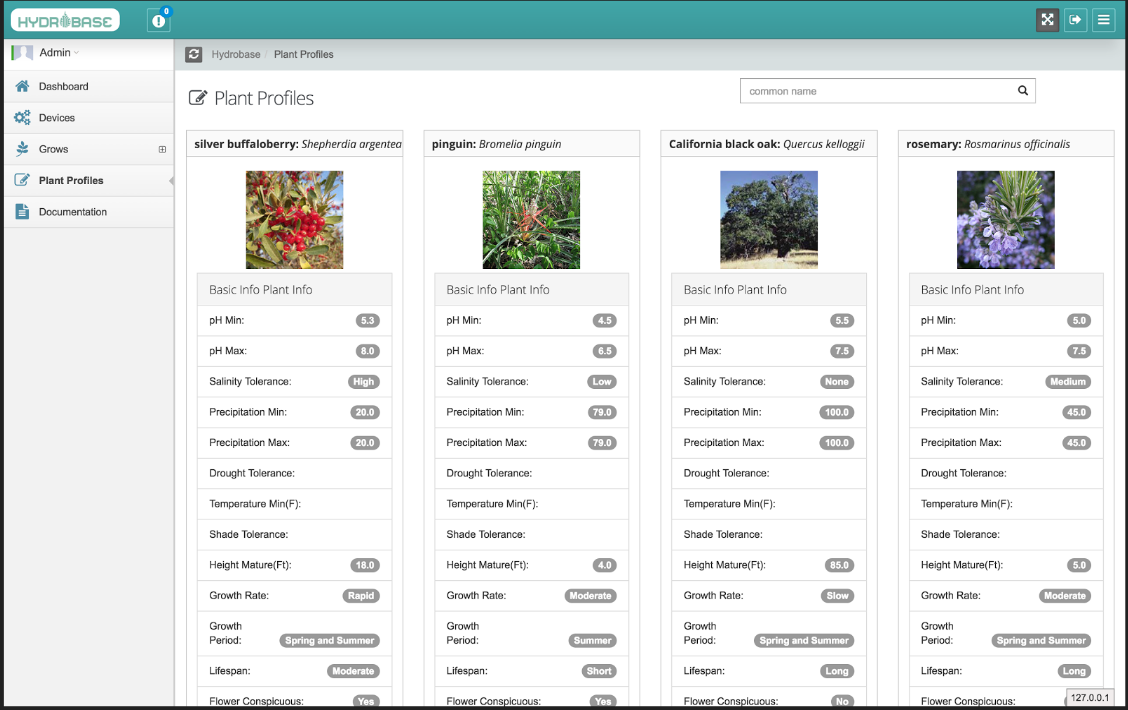 HYDROBASE
0
Admin
Hydrobase / Plant Profiles
Dashboard
Devices
Grows
Plant Profiles
Documentation
Plant Profiles
common name
silver buffaloberry: Shepherdia argentea
Basic Info Plant Info
pH Min: 5.3
pH Max: 8.0
Salinity Tolerance: High
Precipitation Min: 20.0
Precipitation Max: 20.0
Drought Tolerance:
Temperature Min(F):
Shade Tolerance:
Height Mature(Ft): 18.0
Growth Rate: Rapid
Growth
Period: Spring and Summer
Lifespan: Moderate
Flower Conspicuous: Yes
pinguin: Bromelia pinguin
Basic Info Plant Info
pH Min: 4.5
pH Max: 6.5
Salinity Tolerance: Low
Precipitation Min: 79.0
Precipitation Max: 79.0
Drought Tolerance:
Temperature Min(F):
Shade Tolerance:
Height Mature(Ft): 4.0
Growth Rate: Moderate
Growth
Period: Summer
Lifespan: Short
Flower Conspicuous: Yes
California black oak: Quercus kelloggii
Basic Info Plant Info
pH Min: 5.5
pH Max: 7.5
Salinity Tolerance: None
Precipitation Min: 100.0
Precipitation Max: 100.0
Drought Tolerance:
Temperature Min(F):
Shade Tolerance:
Height Mature(Ft): 85.0
Growth Rate: Slow
Growth
Period: Spring and Summer
Lifespan: Long
Flower Conspicuous: No
rosemary: Rosmarinus officinalis
Basic Info Plant Info
pH Min: 5.0
pH Max: 7.5
Salinity Tolerance: Medium
Precipitation Min: 45.0
Precipitation Max: 45.0
Drought Tolerance:
Temperature Min(F):
Shade Tolerance:
Height Mature(Ft): 5.0
Growth Rate: Moderate
Growth
Period: Spring and Summer
Lifespan: Long
Flower Conspicuous:
127.0.0.1